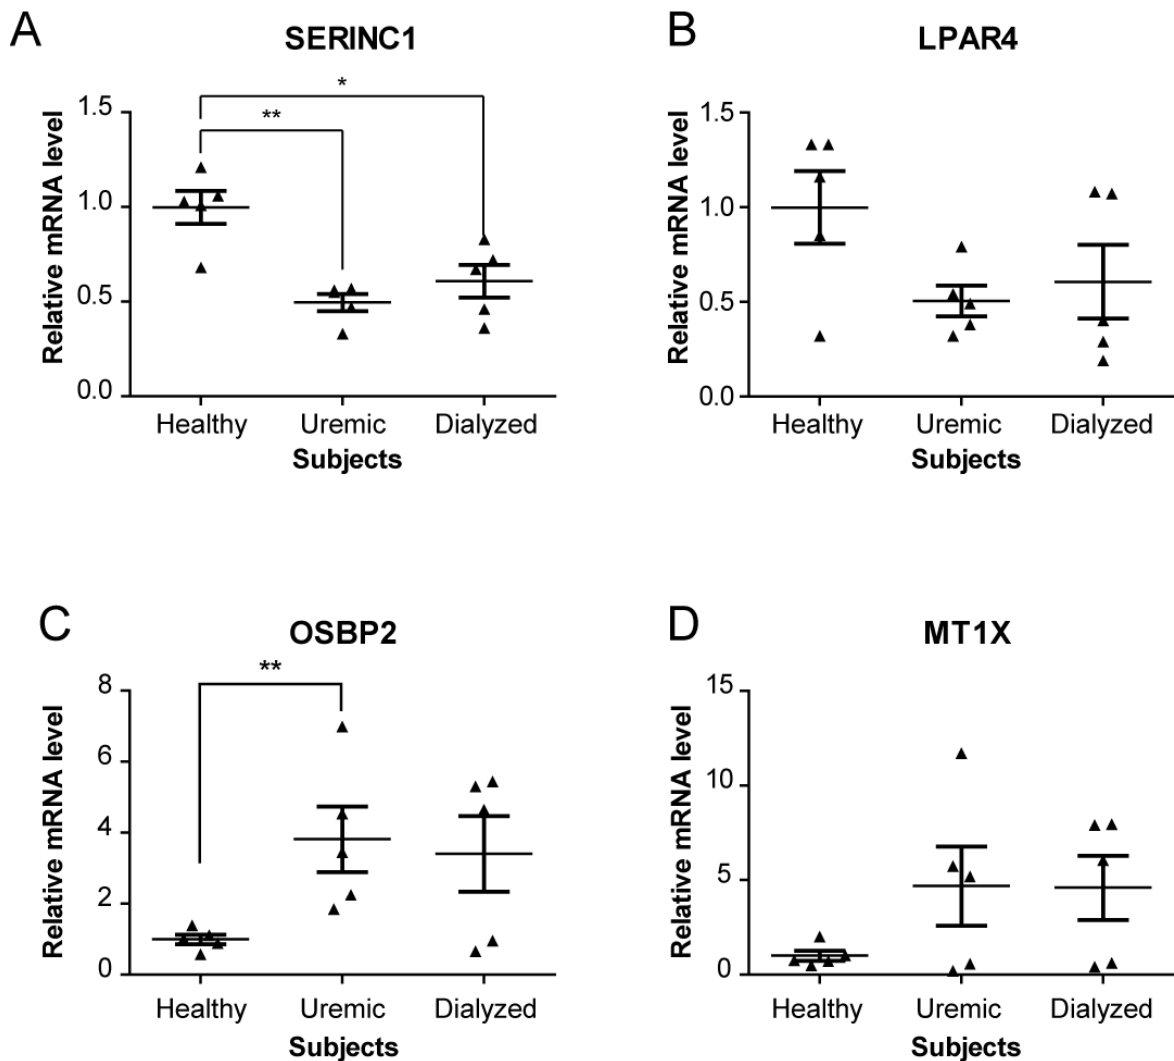 A
SERINC1
Relative mRNA level
1.5
1.0
0.5
0.0
*
**
Healthy Uremic Dialyzed
Subjects
B
LPAR4
Relative mRNA level
1.5
1.0
0.5
0.0
Healthy Uremic Dialyzed
Subjects
C
OSBP2
Relative mRNA level
8
6
4
2
0
**
Healthy Uremic Dialyzed
Subjects
D
MT1X
Relative mRNA level
15
10
5
0
Healthy Uremic Dialyzed
Subjects